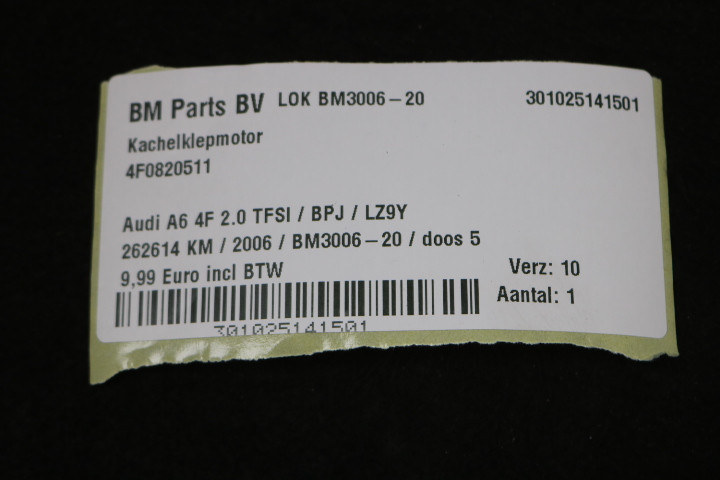 BM Parts BV LOK BM3006-20 301025141501
Kachelklepmotor
4F0820511
Audi A6 4F 2.0 TFSI / BPJ / LZ9Y
262614 KM / 2006 / BM3006-20 / doos 5
9,99 Euro incl BTW Verz: 10
Aantal: 1
301025141501